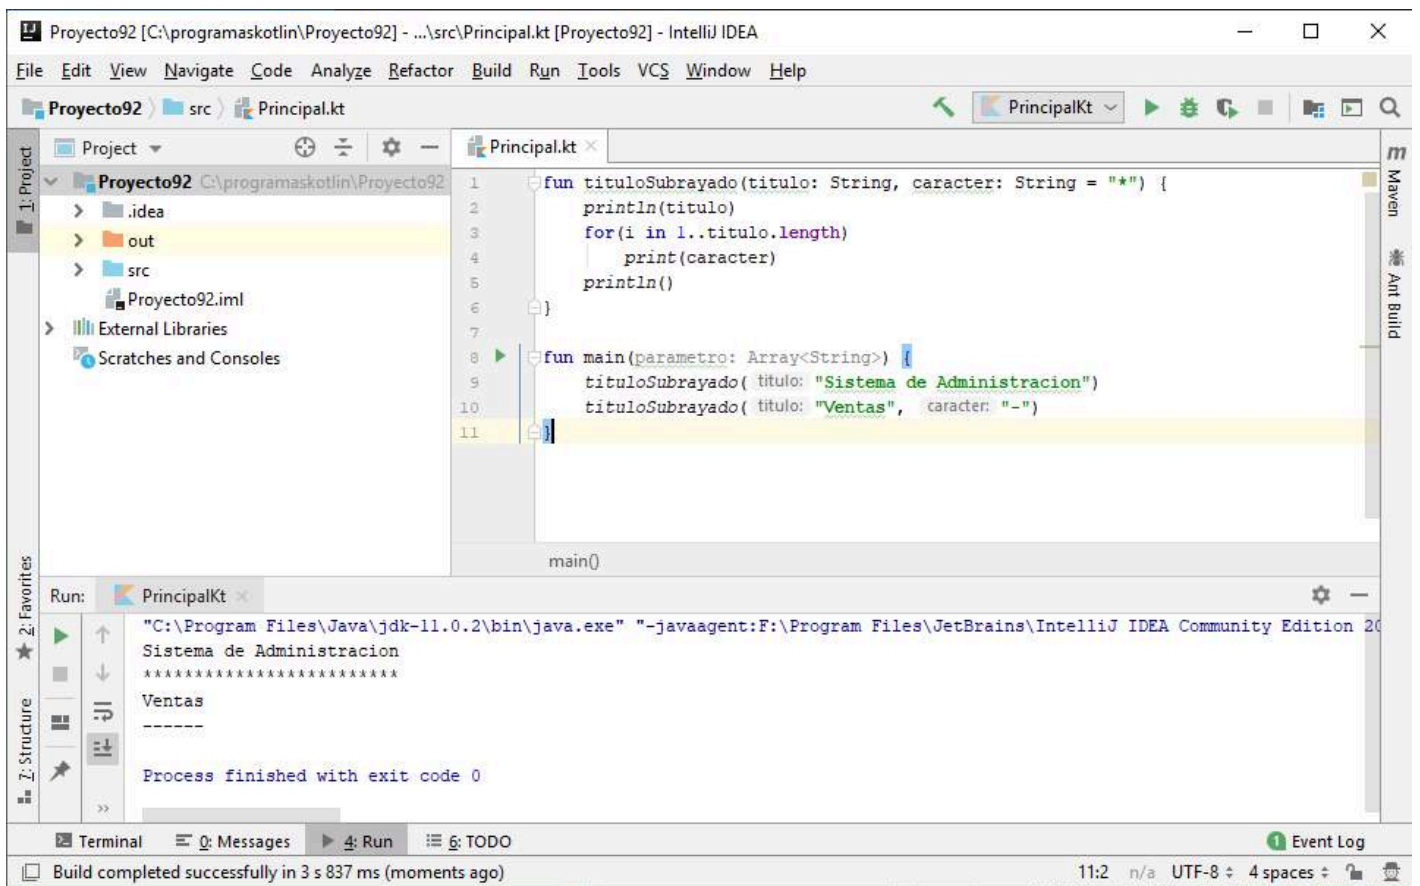 Proyecto92 [C:\programaskotlin\Proyecto92] - ...\src\Principal.kt [Proyecto92] - IntelliJ IDEA
File Edit View Navigate Code Analyze Refactor Build Run Tools VCS Window Help
Proyecto92 src Principal.kt PrincipalKt
1: Project
Project
Proyecto92 C:\programaskotlin\Proyecto92
.idea
out
src
Proyecto92.iml
External Libraries
Scratches and Consoles
Principal.kt
1 fun tituloSubrayado(titulo: String, caracter: String = "*") {
2 println(titulo)
3 for(i in 1..titulo.length)
4 print(caracter)
5 println()
6 }
7
8 fun main(parametro: Array<String>) {
9 tituloSubrayado( titulo: "Sistema de Administracion")
10 tituloSubrayado( titulo: "Ventas", caracter: "-")
11 }
main()
m Maven
Ant Build
2: Favorites
7: Structure
Run: PrincipalKt
"C:\Program Files\Java\jdk-11.0.2\bin\java.exe" "-javaagent:F:\Program Files\JetBrains\IntelliJ IDEA Community Edition 20
Sistema de Administracion
*************************
Ventas
------
Process finished with exit code 0
Terminal 0: Messages 4: Run 6: TODO 1 Event Log
Build completed successfully in 3 s 837 ms (moments ago) 11:2 n/a UTF-8 4 spaces